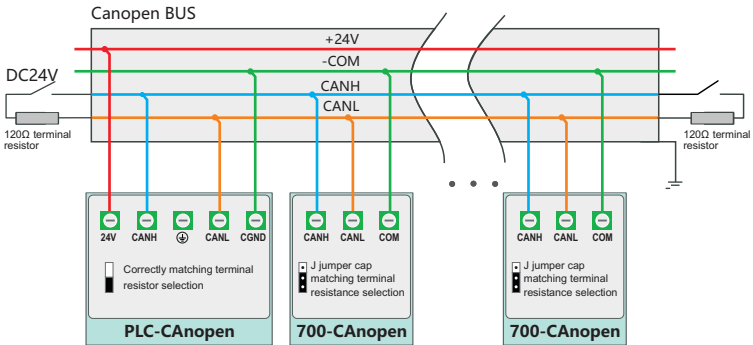 Canopen BUS
+24V
-COM
DC24V
CANH
CANL
120Ω terminal
resistor
120Ω terminal
resistor
24V CANH CANL CGND
CANH CANL COM
CANH CANL COM
Correctly matching terminal
resistor selection
J jumper cap
matching terminal
resistance selection
J jumper cap
matching terminal
resistance selection
PLC-CAnopen
700-CAnopen
700-CAnopen